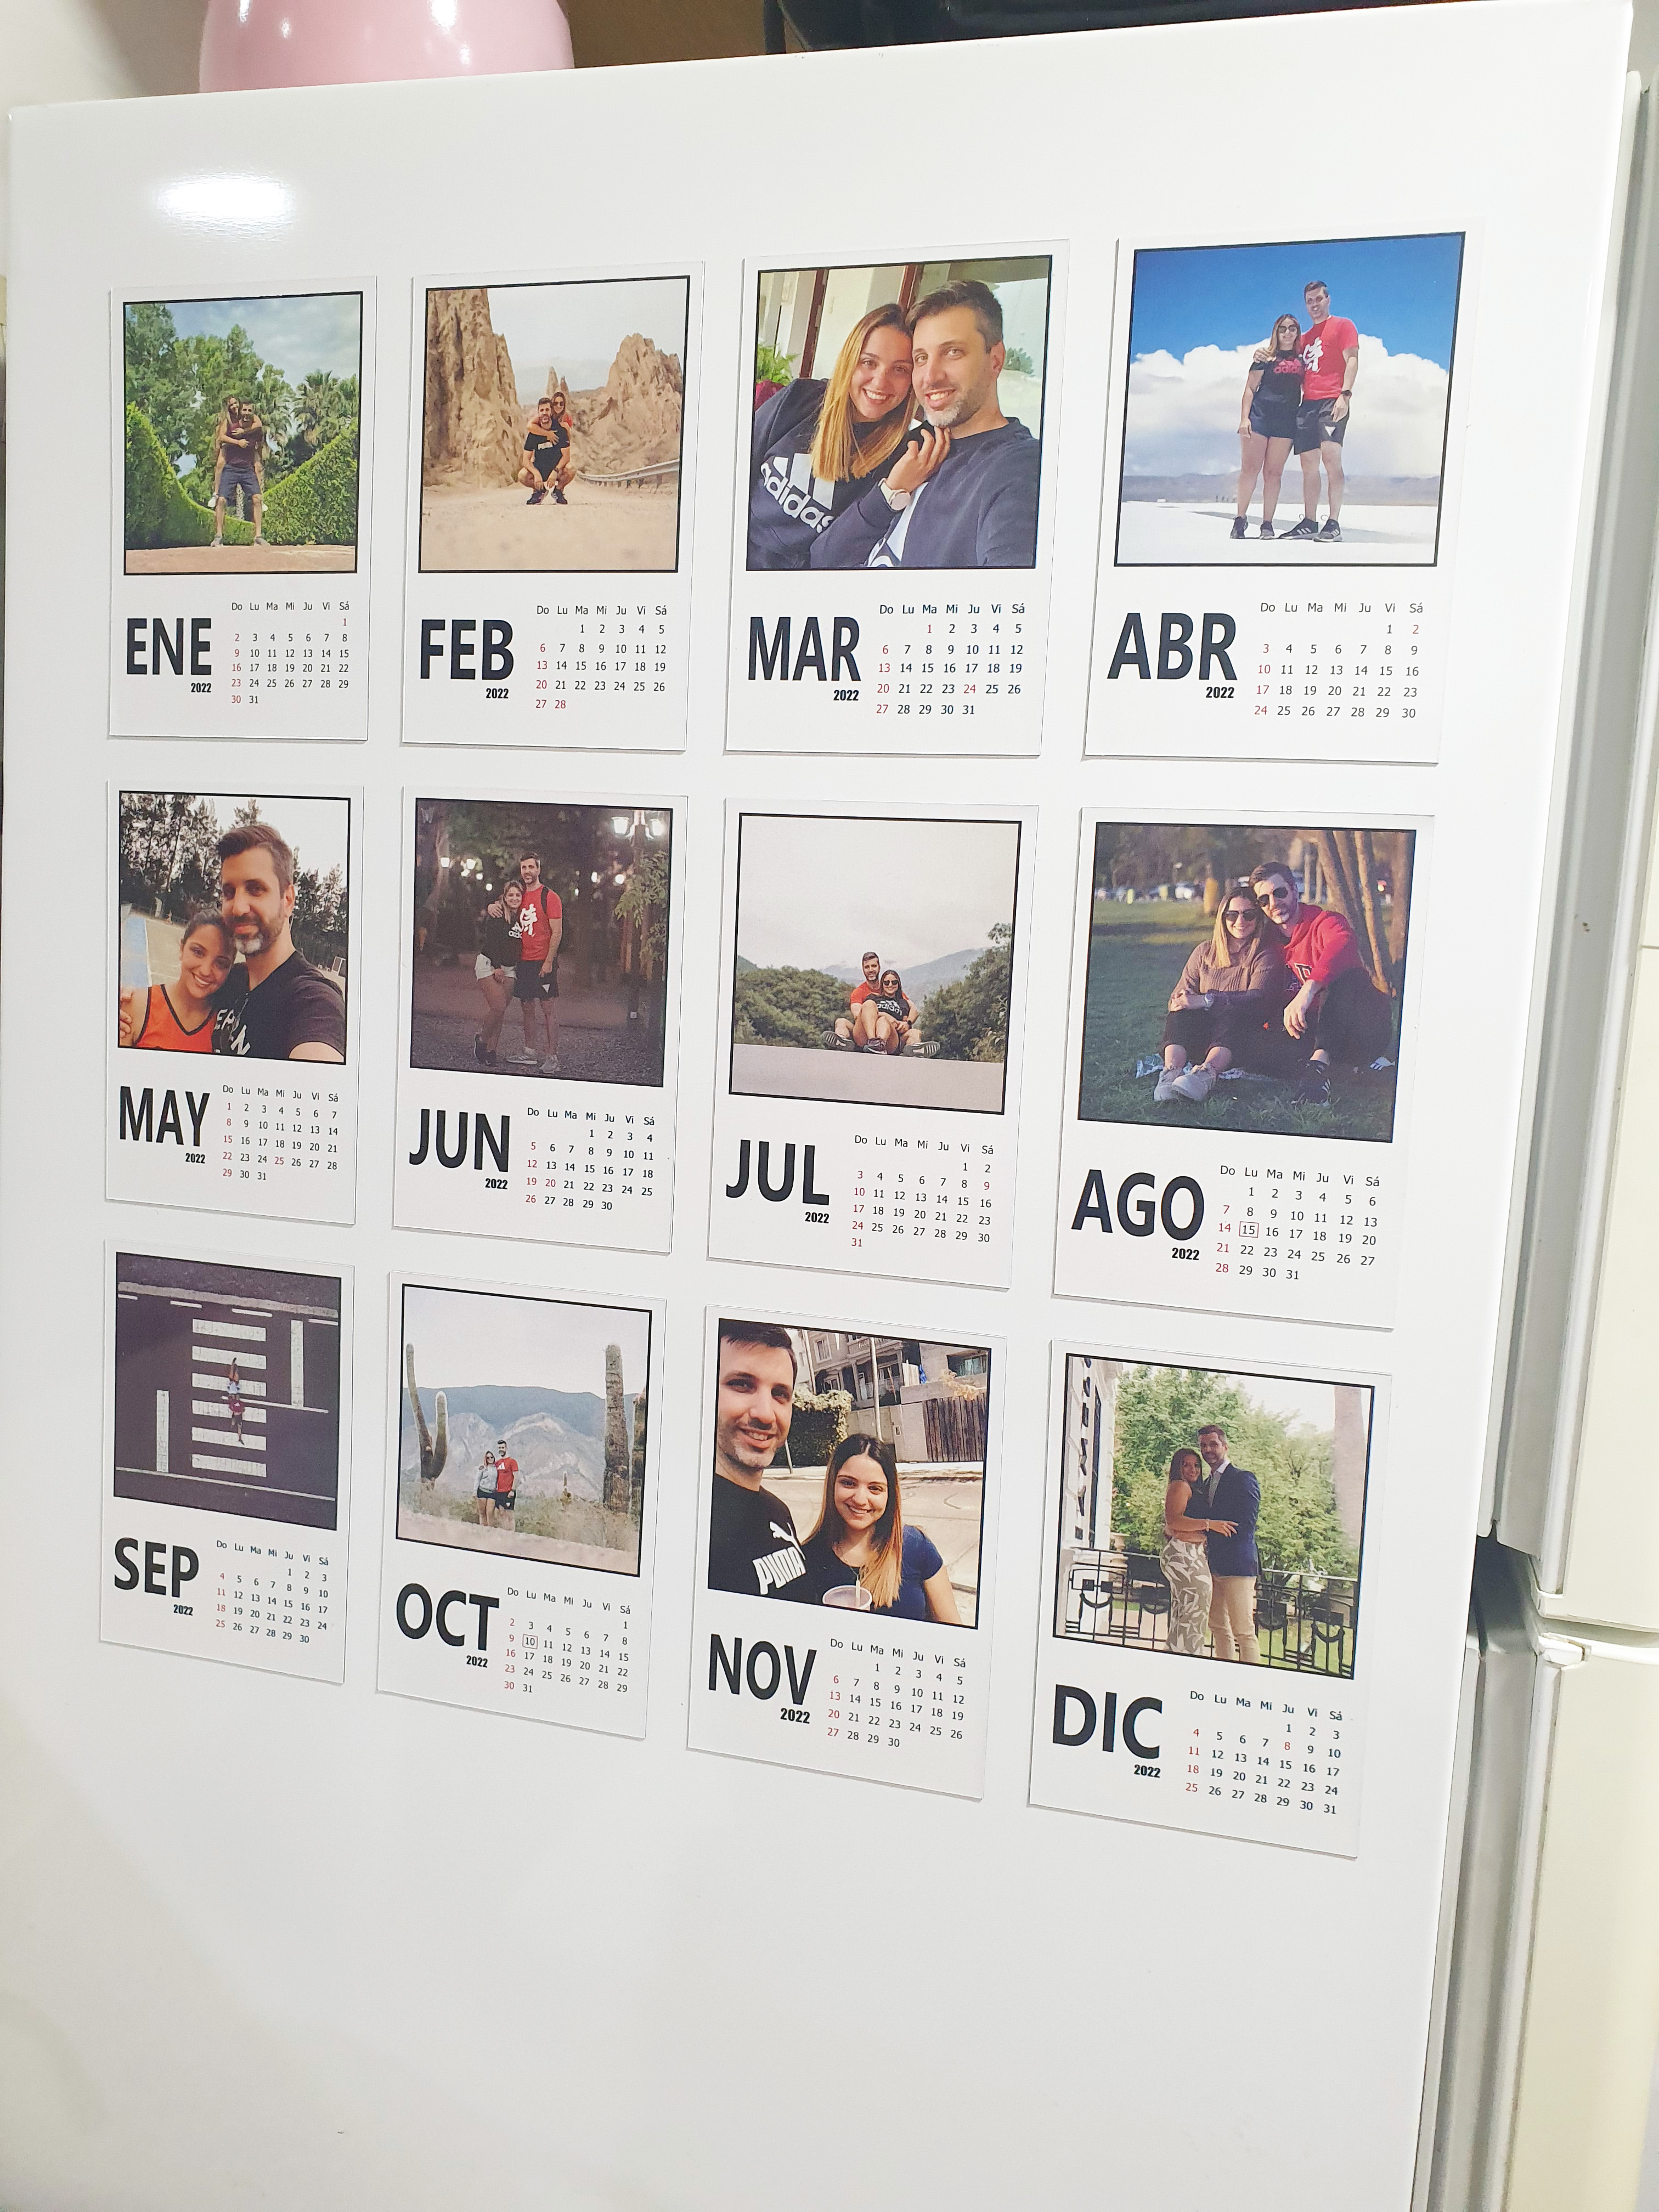 adidas
PUMA
adidas
adidas
ENE
2022
Do Lu Ma Mi Ju Vi Sá
1
2 3 4 5 6 7 8
9 10 11 12 13 14 15
16 17 18 19 20 21 22
23 24 25 26 27 28 29
30 31
FEB
2022
Do Lu Ma Mi Ju Vi Sá
1 2 3 4 5
6 7 8 9 10 11 12
13 14 15 16 17 18 19
20 21 22 23 24 25 26
27 28
MAR
2022
Do Lu Ma Mi Ju Vi Sá
1 2 3 4 5
6 7 8 9 10 11 12
13 14 15 16 17 18 19
20 21 22 23 24 25 26
27 28 29 30 31
ABR
2022
Do Lu Ma Mi Ju Vi Sá
1 2
3 4 5 6 7 8 9
10 11 12 13 14 15 16
17 18 19 20 21 22 23
24 25 26 27 28 29 30
adidas
MAY
2022
Do Lu Ma Mi Ju Vi Sá
1 2 3 4 5 6 7
8 9 10 11 12 13 14
15 16 17 18 19 20 21
22 23 24 25 26 27 28
29 30 31
JUN
2022
Do Lu Ma Mi Ju Vi Sá
1 2 3 4
5 6 7 8 9 10 11
12 13 14 15 16 17 18
19 20 21 22 23 24 25
26 27 28 29 30
JUL
2022
Do Lu Ma Mi Ju Vi Sá
1 2
3 4 5 6 7 8 9
10 11 12 13 14 15 16
17 18 19 20 21 22 23
24 25 26 27 28 29 30
31
AGO
2022
Do Lu Ma Mi Ju Vi Sá
1 2 3 4 5 6
7 8 9 10 11 12 13
14 15 16 17 18 19 20
21 22 23 24 25 26 27
28 29 30 31
PUMA
SEP
2022
Do Lu Ma Mi Ju Vi Sá
1 2 3
4 5 6 7 8 9 10
11 12 13 14 15 16 17
18 19 20 21 22 23 24
25 26 27 28 29 30
OCT
2022
Do Lu Ma Mi Ju Vi Sá
1
2 3 4 5 6 7 8
9 10 11 12 13 14 15
16 17 18 19 20 21 22
23 24 25 26 27 28 29
30 31
NOV
2022
Do Lu Ma Mi Ju Vi Sá
1 2 3 4 5
6 7 8 9 10 11 12
13 14 15 16 17 18 19
20 21 22 23 24 25 26
27 28 29 30
DIC
2022
Do Lu Ma Mi Ju Vi Sá
1 2 3
4 5 6 7 8 9 10
11 12 13 14 15 16 17
18 19 20 21 22 23 24
25 26 27 28 29 30 31